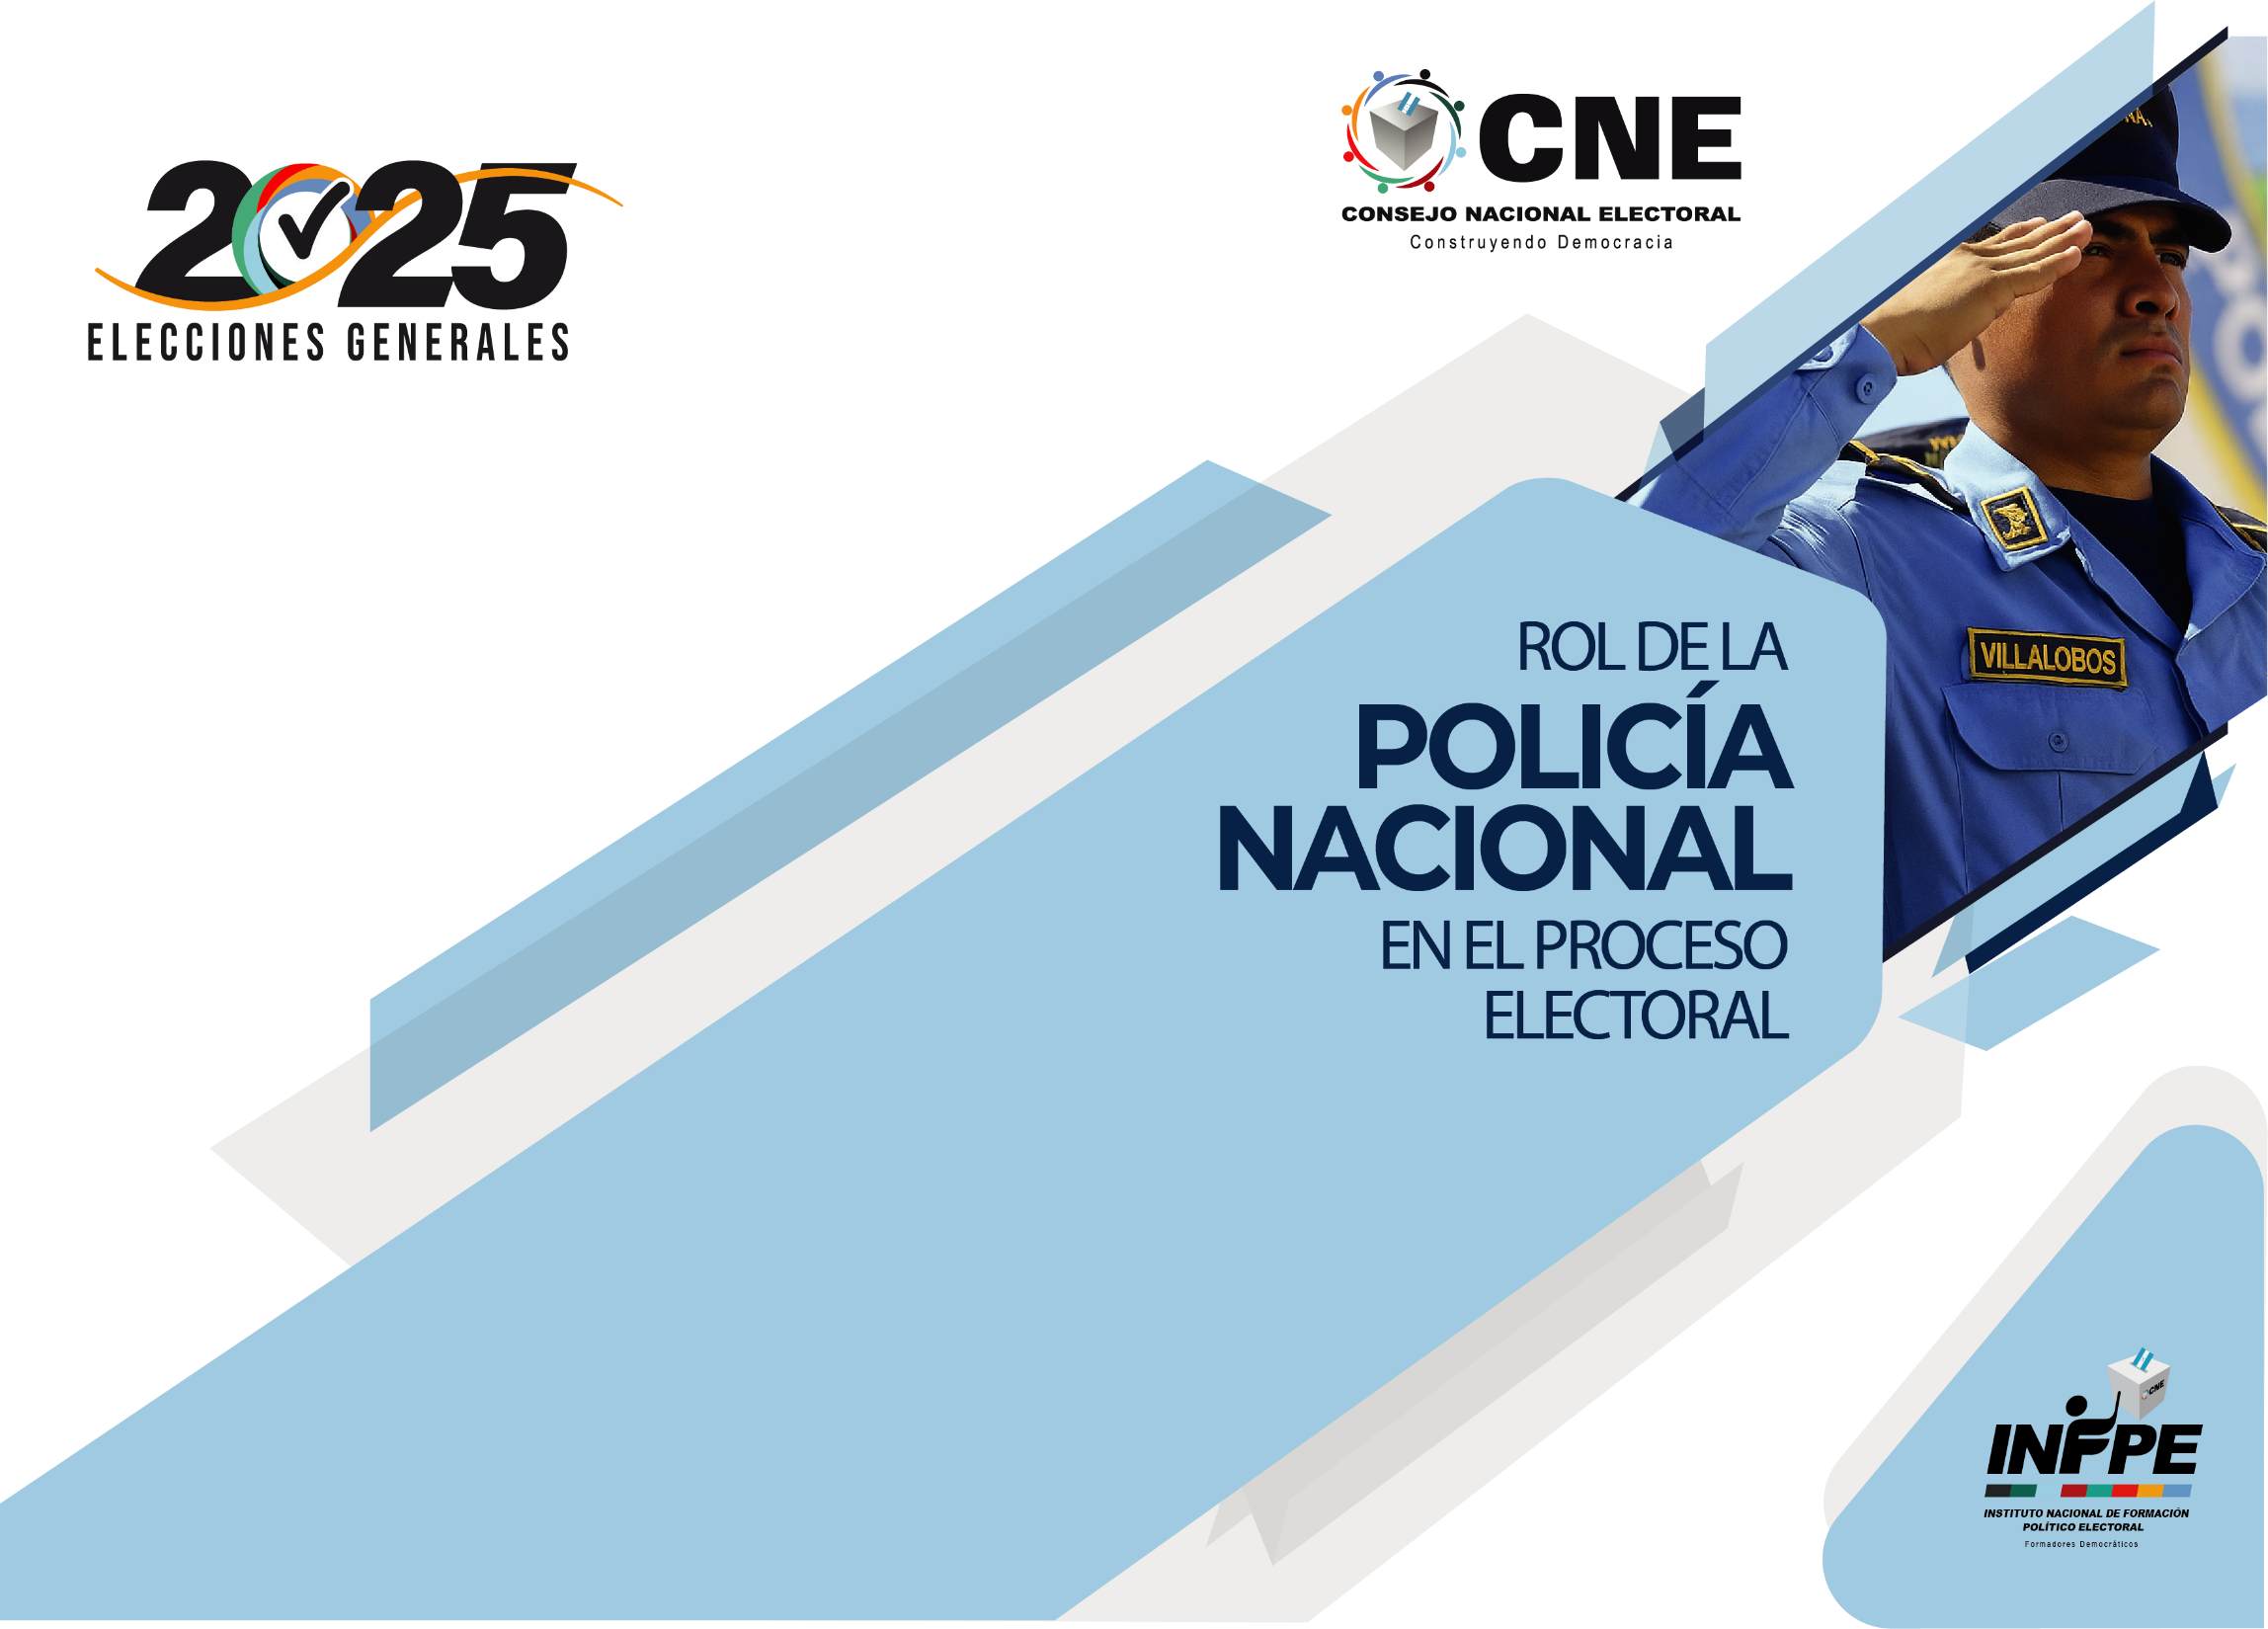 2025
ELECCIONES GENERALES
CNE
CONSEJO NACIONAL ELECTORAL
Construyendo Democracia
ROL DE LA
POLICÍA
NACIONAL
EN EL PROCESO
ELECTORAL
VILLALOBOS
CNE
INFPE
INSTITUTO NACIONAL DE FORMACIÓN
POLÍTICO ELECTORAL
Formadores Democráticos